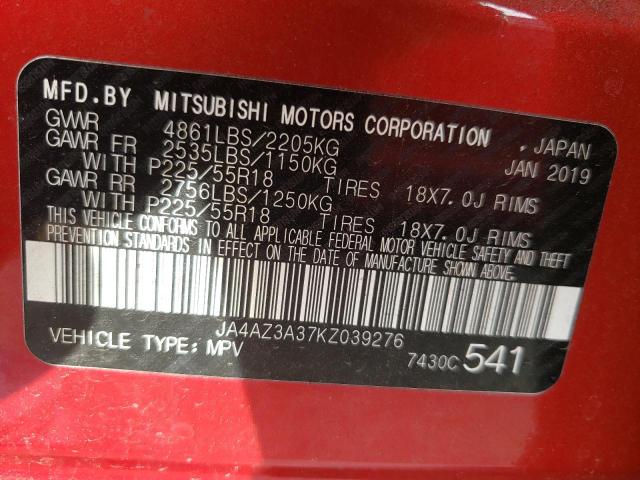 MFD.BY MITSUBISHI MOTORS CORPORATION , JAPAN
GVWR 4861LBS/2205KG JAN 2019
GAWR FR 2535LBS/1150KG
WITH P225/55R18 TIRES 18X7.0J RIMS
GAWR RR 2756LBS/1250KG
WITH P225/55R18 TIRES 18X7.0J RIMS
THIS VEHICLE CONFORMS TO ALL APPLICABLE FEDERAL MOTOR VEHICLE SAFETY AND THEFT
PREVENTION STANDARDS IN EFFECT ON THE DATE OF MANUFACTURE SHOWN ABOVE.
JA4AZ3A37KZ039276
VEHICLE TYPE: MPV 7430C 541